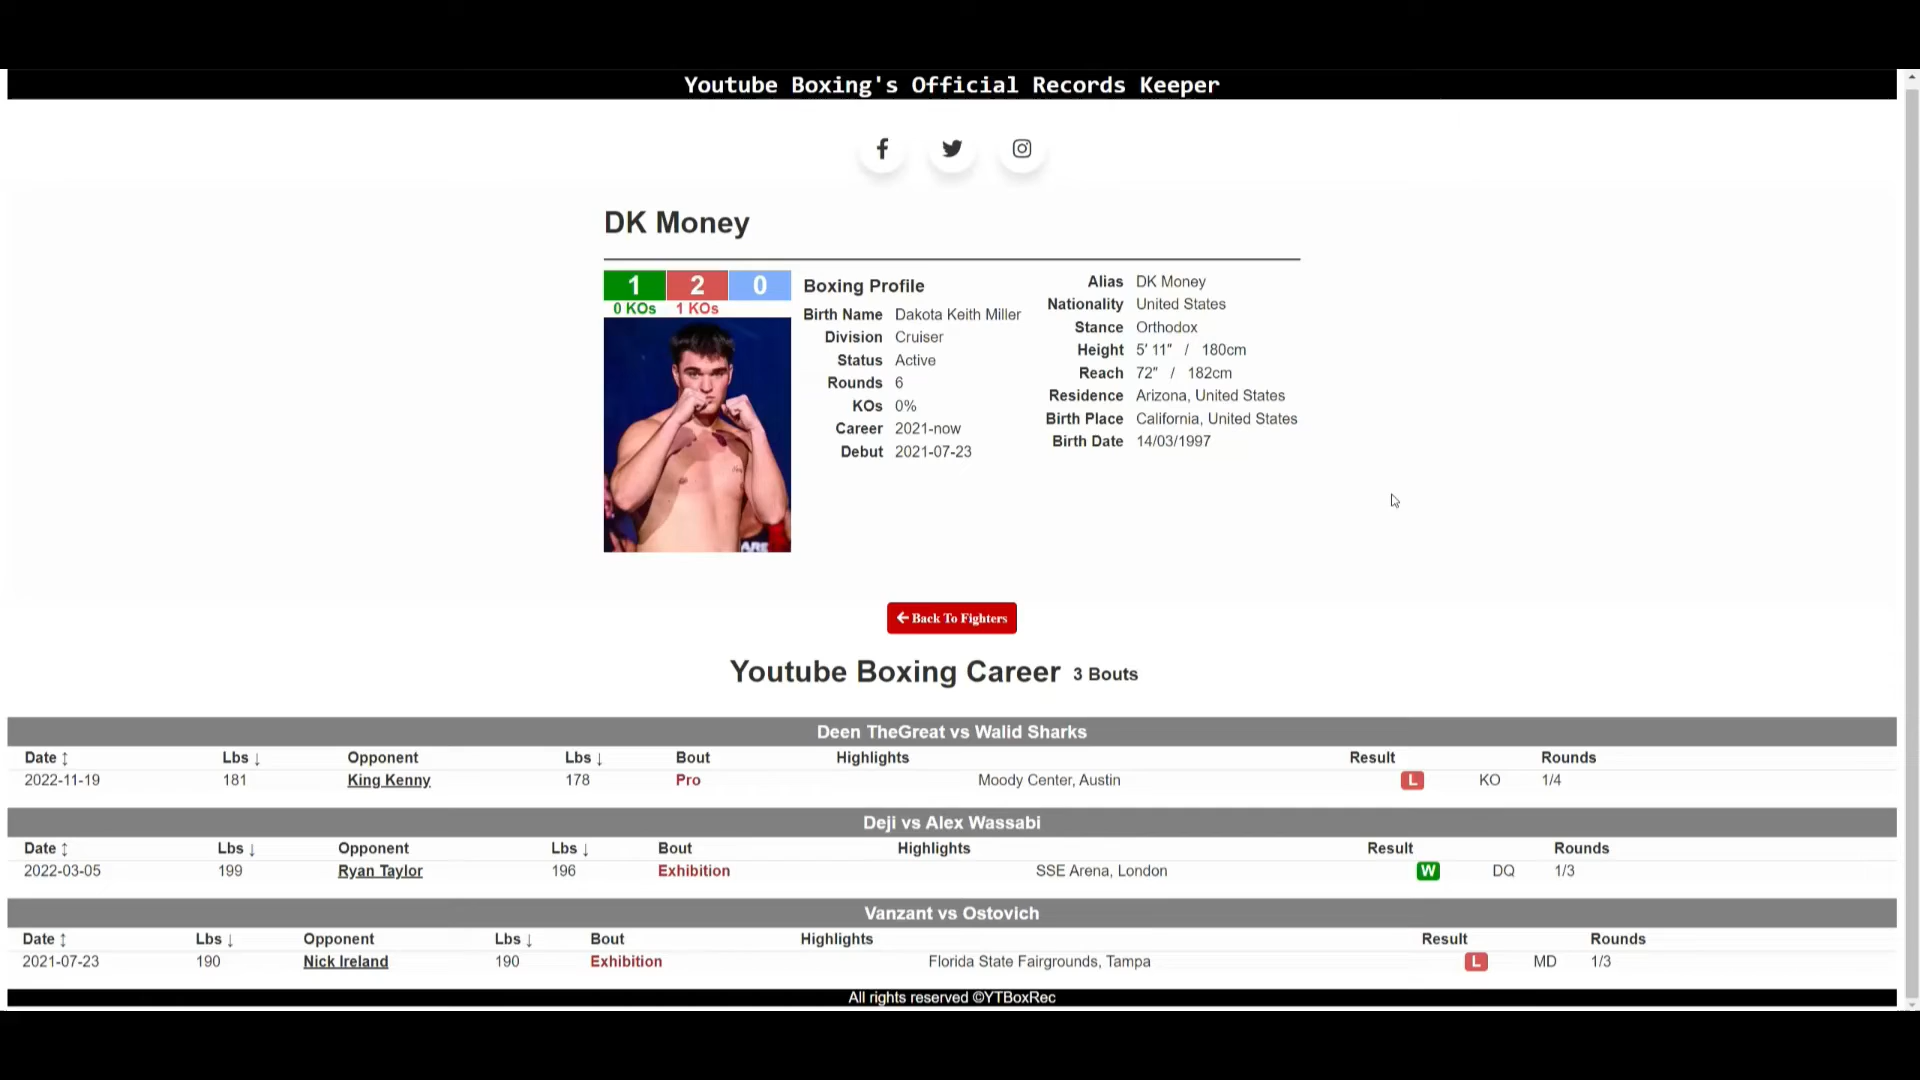 Youtube Boxing's Official Records Keeper
DK Money
1 2 0
0 KOs 1 KOs
Boxing Profile
Birth Name Dakota Keith Miller
Division Cruiser
Status Active
Rounds 6
KOs 0%
Career 2021-now
Debut 2021-07-23
Alias DK Money
Nationality United States
Stance Orthodox
Height 5′ 11″ / 180cm
Reach 72″ / 182cm
Residence Arizona, United States
Birth Place California, United States
Birth Date 14/03/1997
Back To Fighters
Youtube Boxing Career 3 Bouts
Deen TheGreat vs Walid Sharks
Date ↕ Lbs ↓ Opponent Lbs ↓ Bout Highlights Result Rounds
2022-11-19 181 King Kenny 178 Pro Moody Center, Austin L KO 1/4
Deji vs Alex Wassabi
Date ↕ Lbs ↓ Opponent Lbs ↓ Bout Highlights Result Rounds
2022-03-05 199 Ryan Taylor 196 Exhibition SSE Arena, London W DQ 1/3
Vanzant vs Ostovich
Date ↕ Lbs ↓ Opponent Lbs ↓ Bout Highlights Result Rounds
2021-07-23 190 Nick Ireland 190 Exhibition Florida State Fairgrounds, Tampa L MD 1/3
All rights reserved ©YTBoxRec